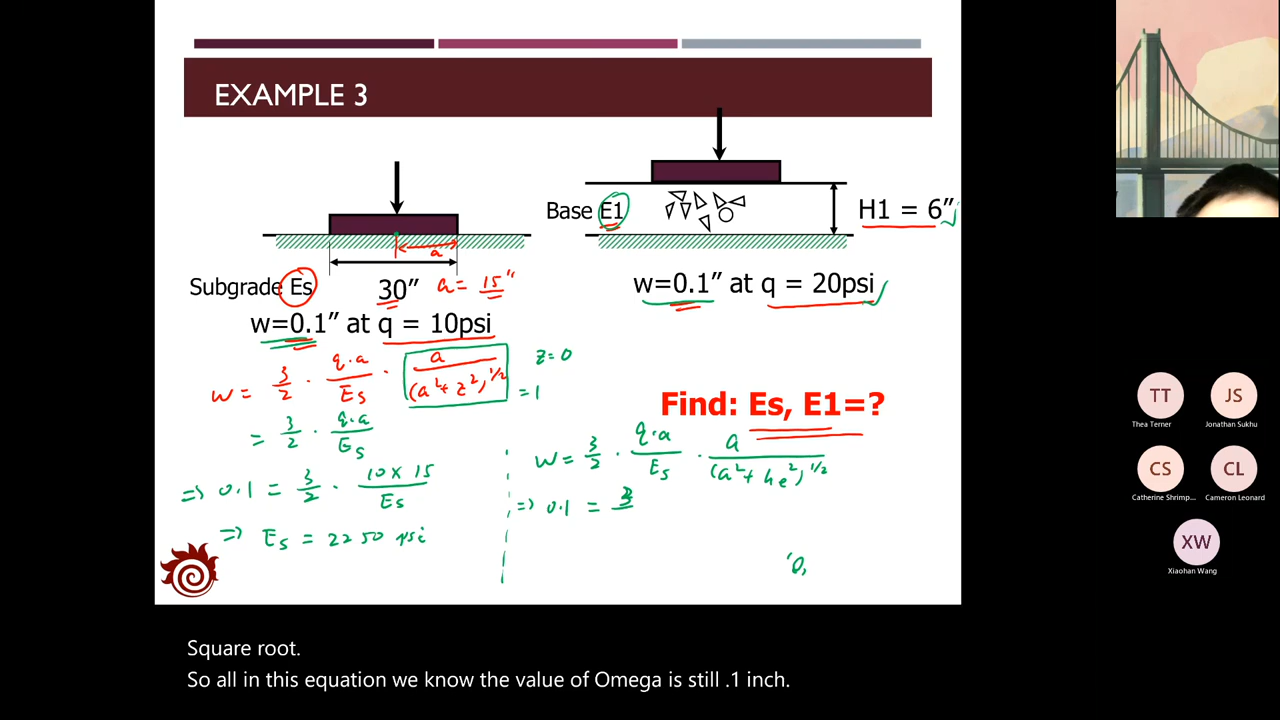 EXAMPLE 3
Base E1
H1 = 6”
a
Subgrade Es
30”
a = 15"
w=0.1” at q = 20psi
w=0.1” at q = 10psi
w = 3/2 · q·a/Es · a/(a²+z²)^1/2 = 1
z=0
= 3/2 · q·a/Es
=> 0.1 = 3/2 · 10×15/Es
=> Es = 2250 psi
Find: Es, E1=?
w = 3/2 · q·a/Es · a/(a²+he²)^1/2
=> 0.1 = 3
TT
Thea Terner
JS
Jonathan Sukhu
CS
Catherine Shrimp...
CL
Cameron Leonard
XW
Xiaohan Wang
Square root.
So all in this equation we know the value of Omega is still .1 inch.